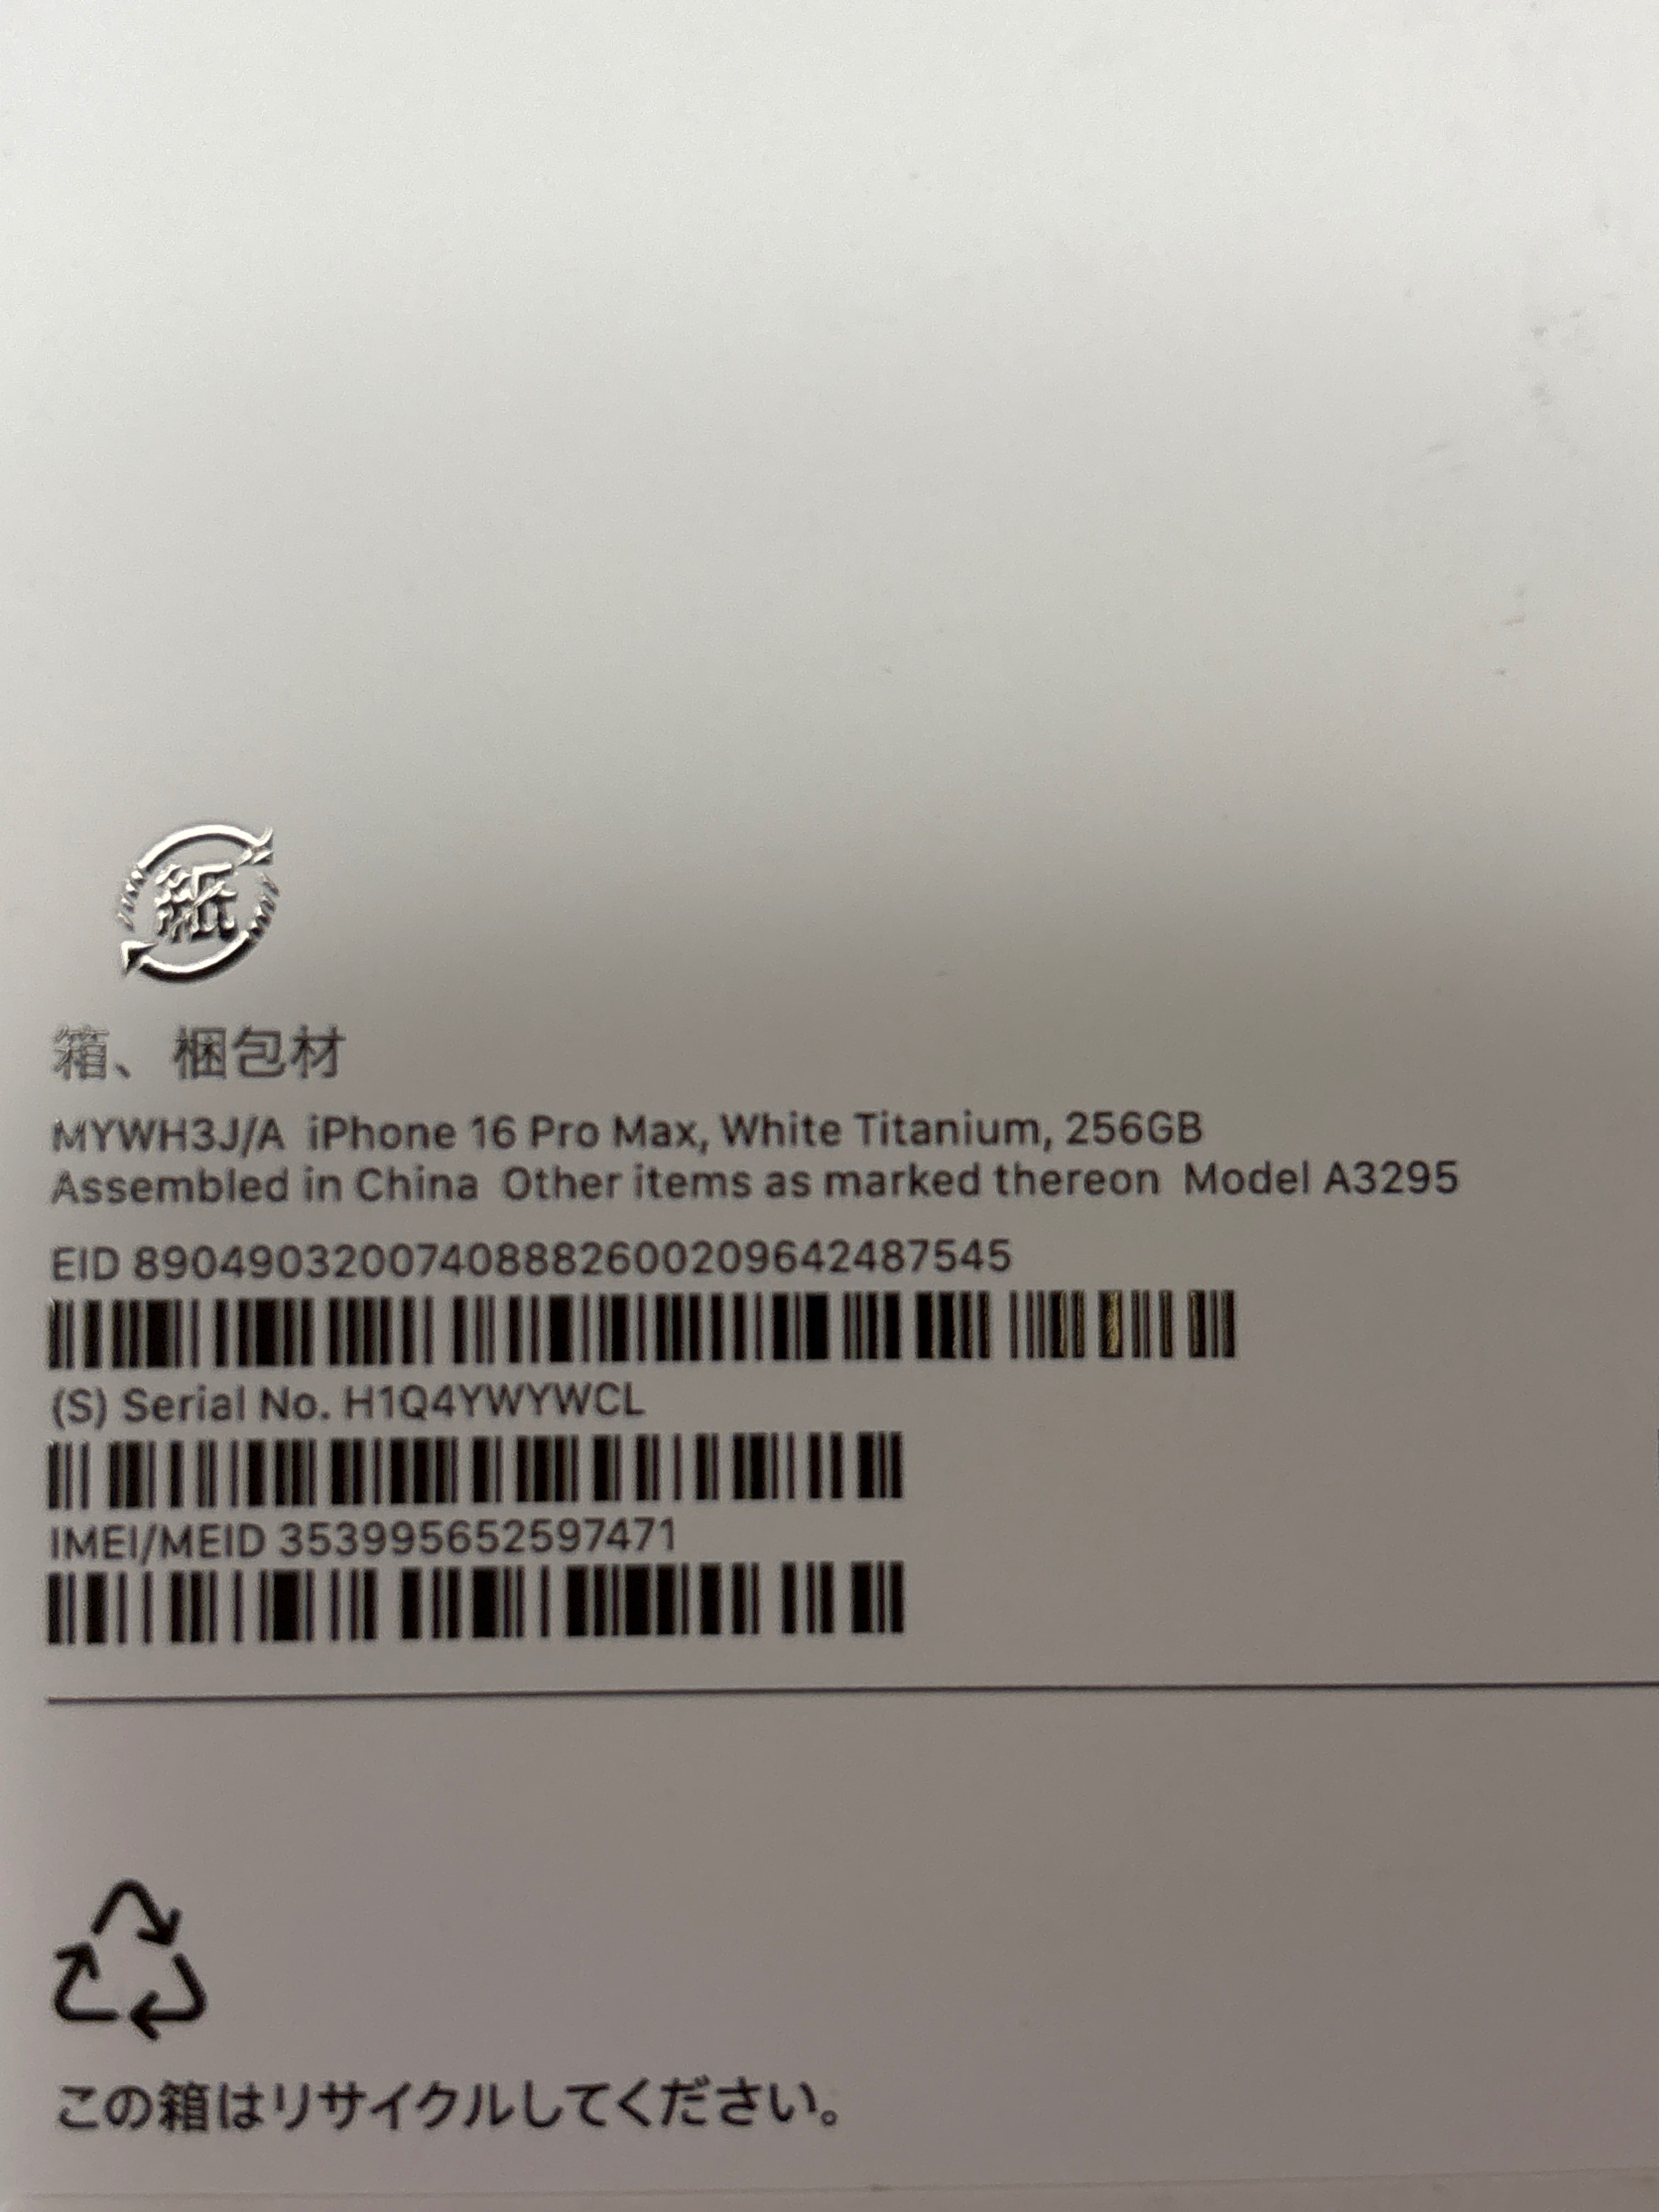 紙
箱、梱包材
MYWH3J/A iPhone 16 Pro Max, White Titanium, 256GB
Assembled in China Other items as marked thereon Model A3295
EID 89049032007408882600209642487545
(S) Serial No. H1Q4YWYWCL
IMEI/MEID 353995652597471
この箱はリサイクルしてください。